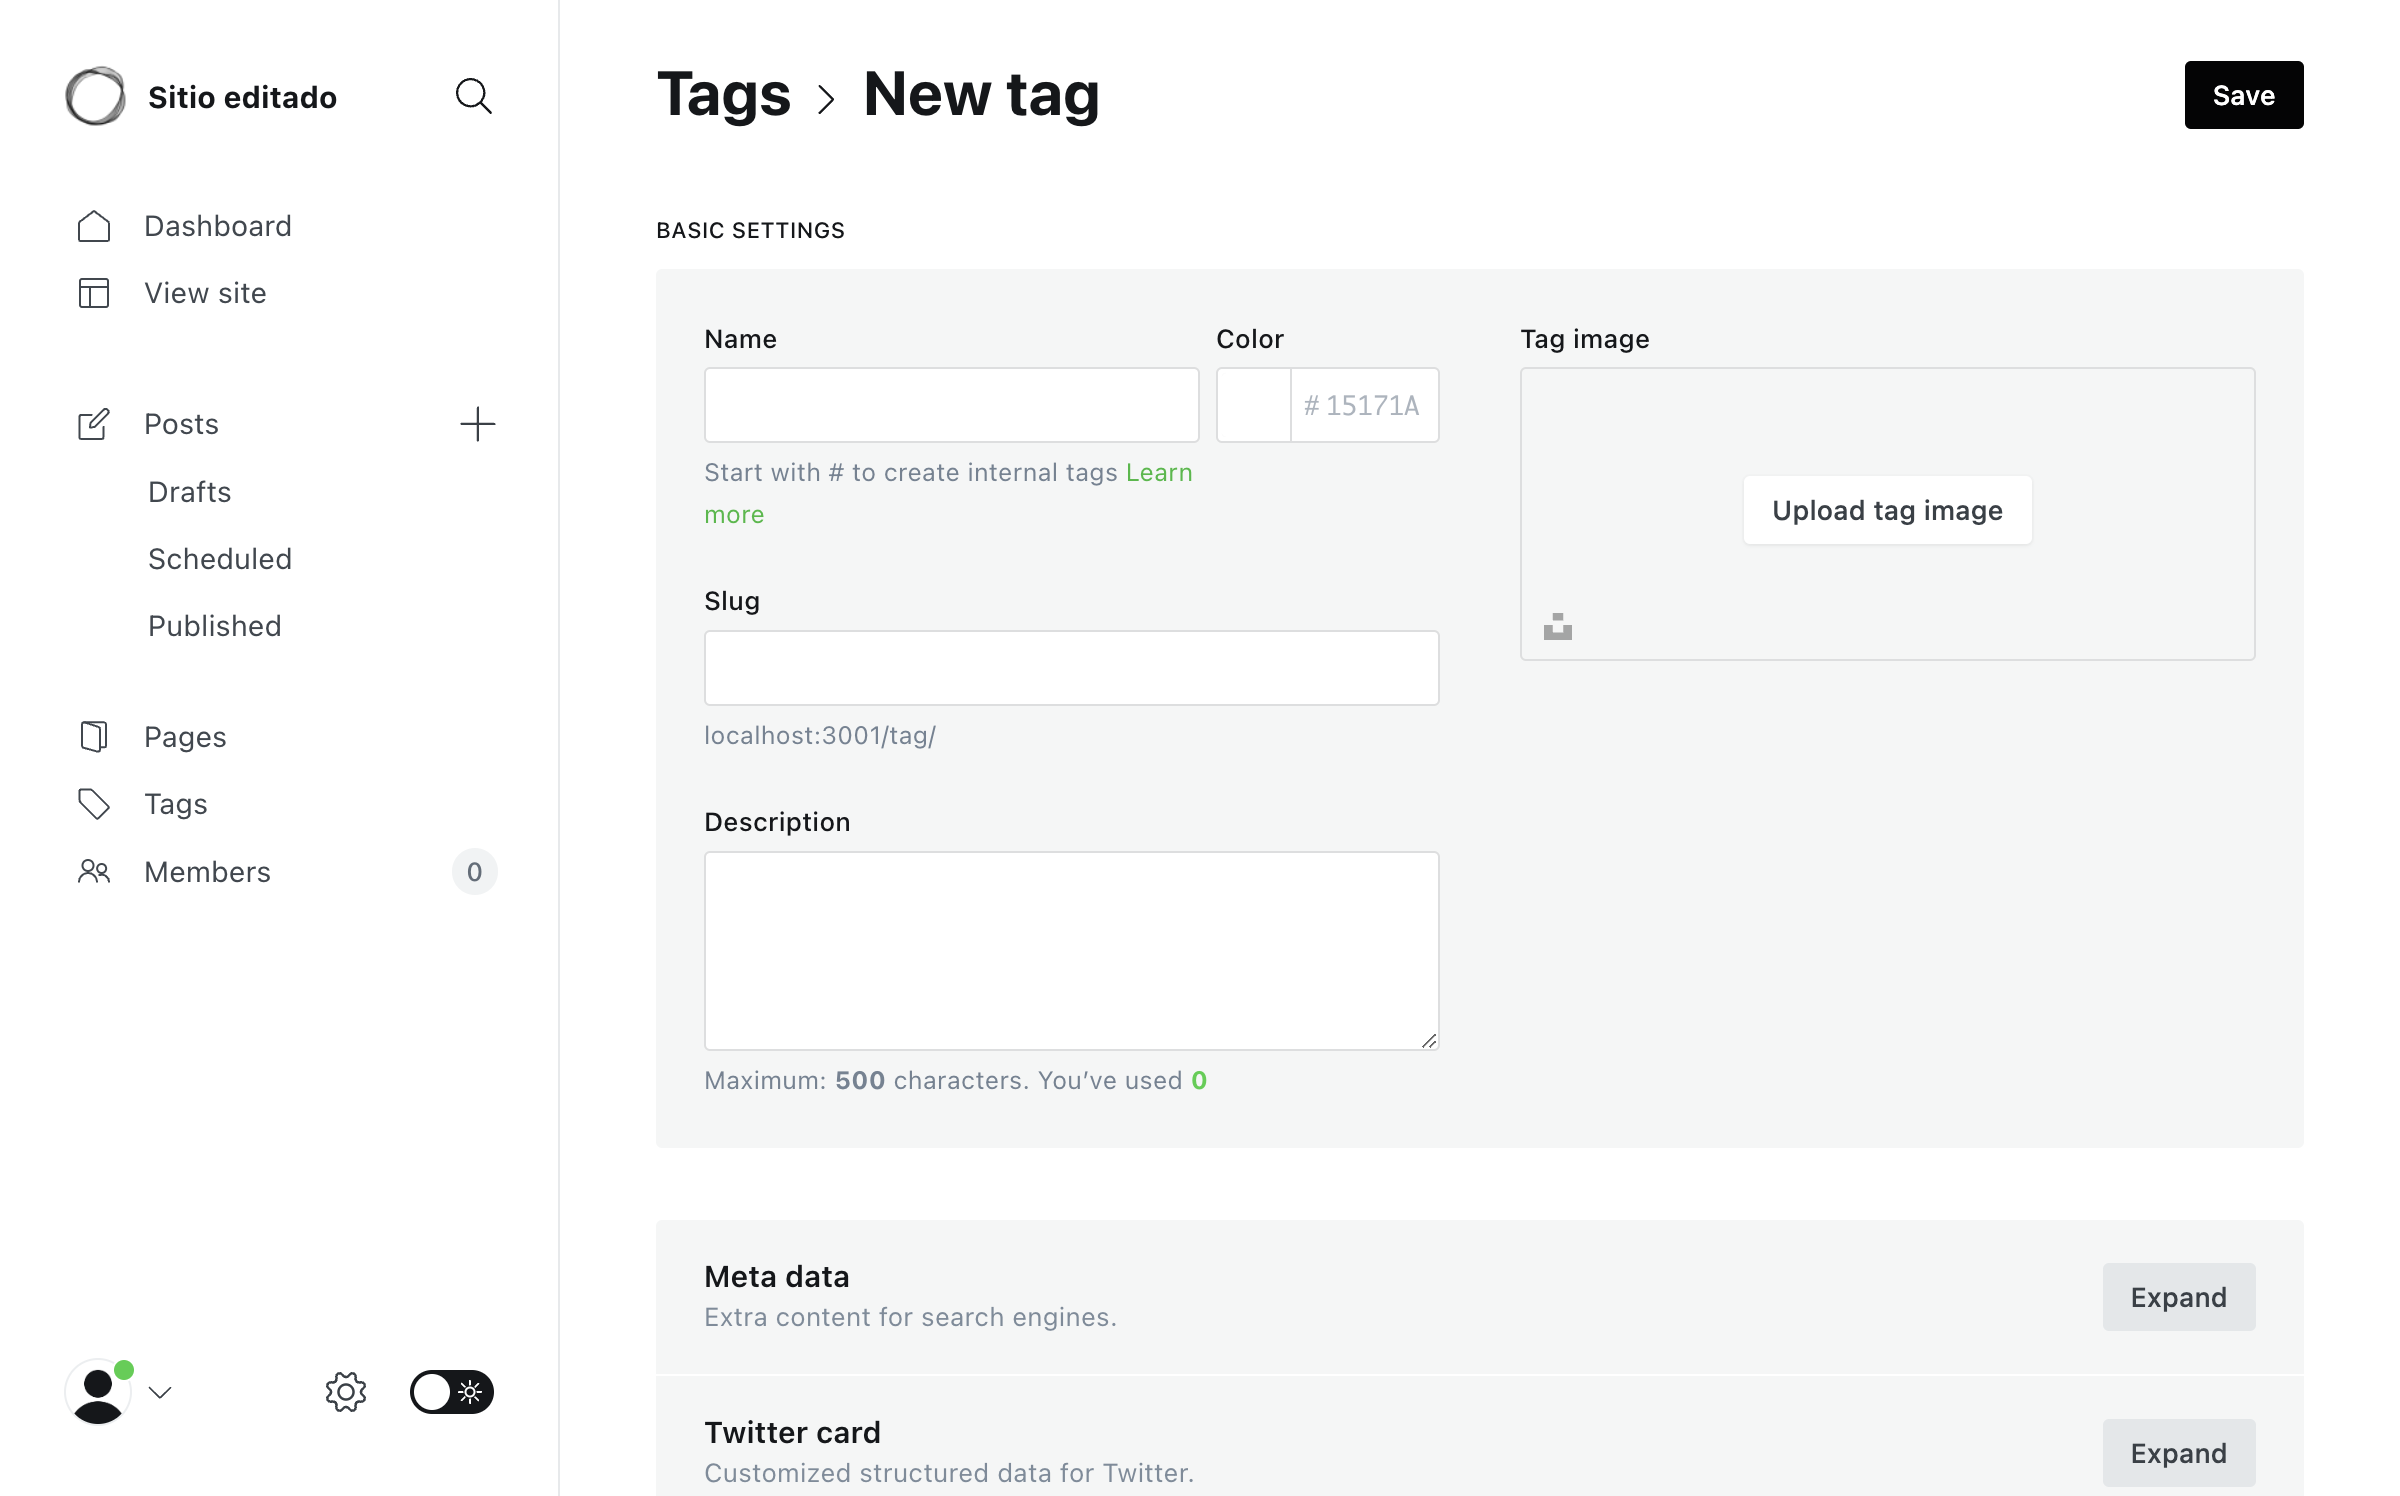 Sitio editado
Dashboard
View site
Posts
Drafts
Scheduled
Published
Pages
Tags
Members
0
Tags
New tag
Save
BASIC SETTINGS
Name
Color
Tag image
# 15171A
Start with # to create internal tags Learn
more
Upload tag image
Slug
localhost:3001/tag/
Description
Maximum: 500 characters. You’ve used 0
Meta data
Extra content for search engines.
Expand
Twitter card
Customized structured data for Twitter.
Expand